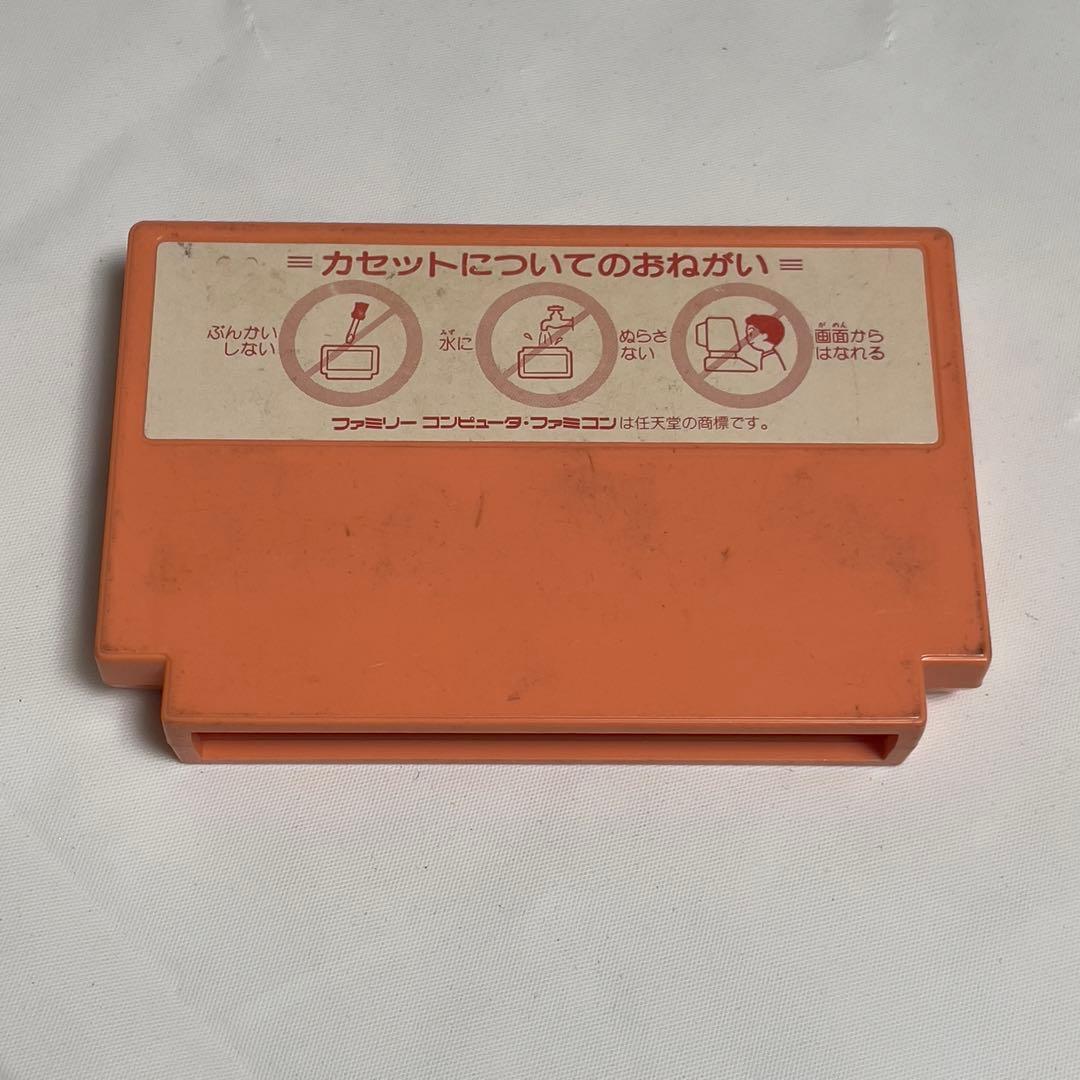 カセットについてのおねがい
ぶんかい
しない
みず
水に
ぬらさ
ない
が めん
画面から
はなれる
ファミリー コンピュータ・ファミコンは任天堂の商標です。